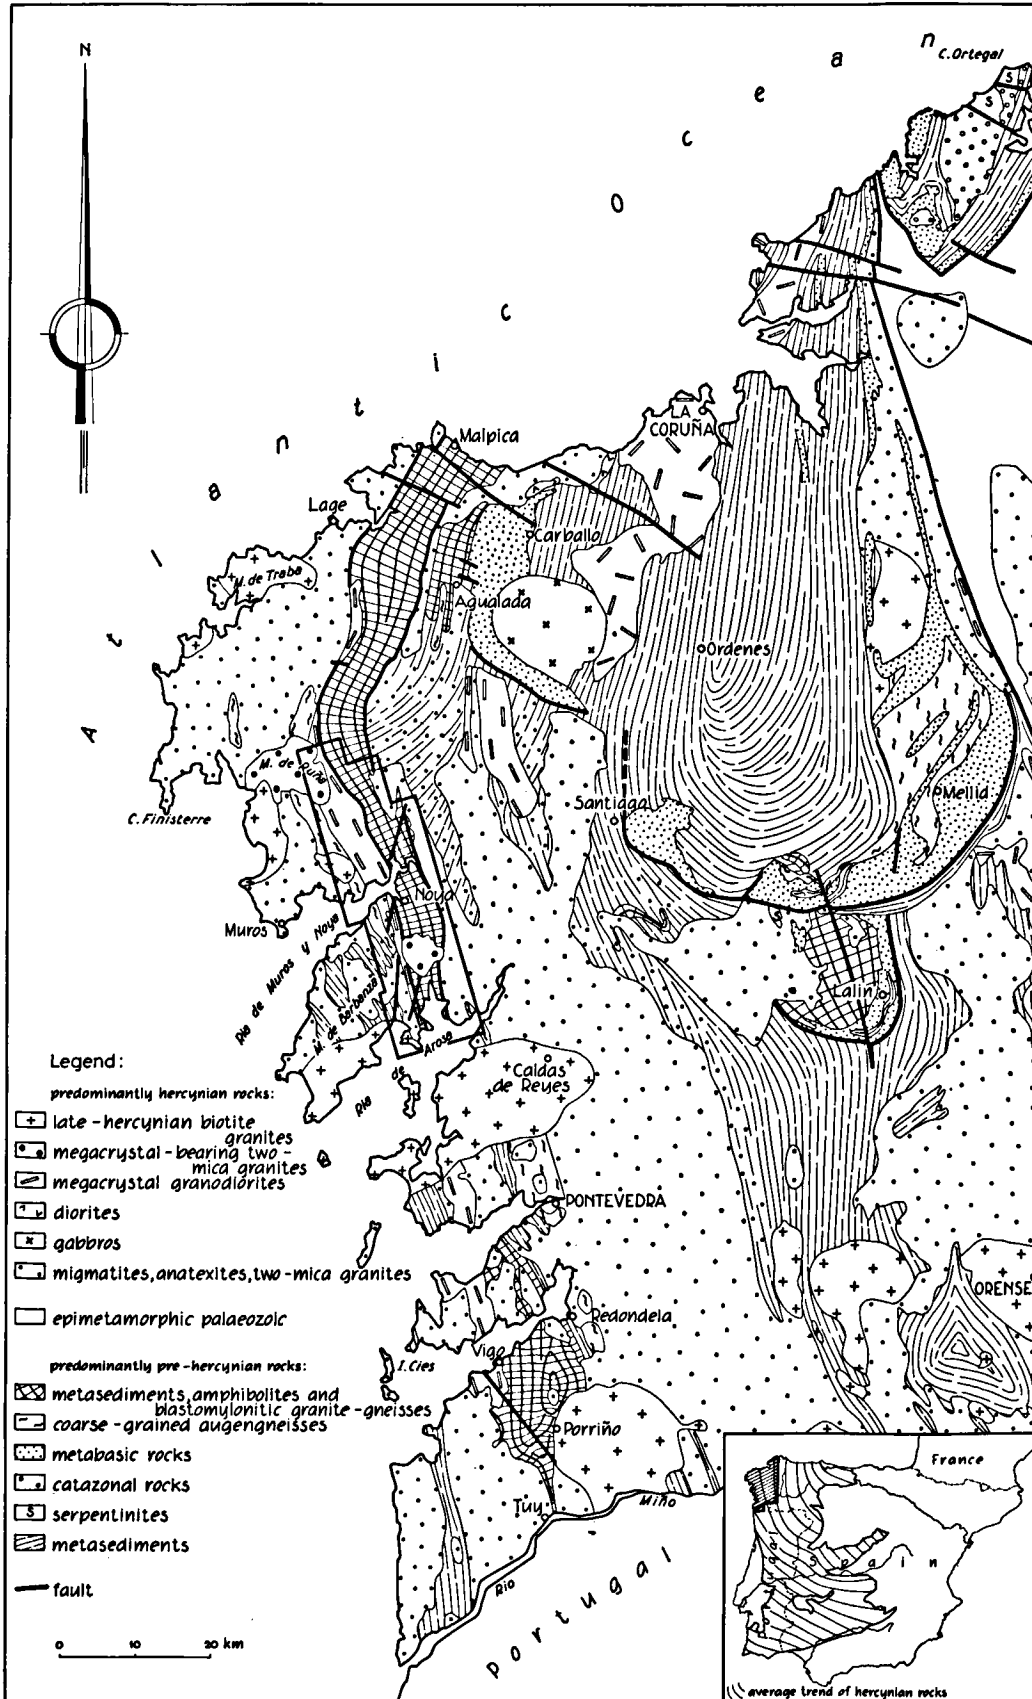 N
A t l a n t i c O c e a n
C. Ortegal
LA
CORUÑA
Malpica
Lage
Carballo
M. de Traba
Agualada
Ordenes
M. de Ruña
Mellid
C. Finisterre
Santiago
Noya
Muros
Ria de Muros y Noya
Lalin
M. de Barbanza
Ria de Arosa
Caldas
de Reyes
PONTEVEDRA
ORENSE
Redondela
Vigo
I. Cies
Porriño
Tuy
Miño
Rio
Portugal
Legend:
predominantly hercynian rocks:
+ late-hercynian biotite
granites
megacrystal-bearing two-
mica granites
megacrystal granodiorites
diorites
x gabbros
migmatites, anatexites, two-mica granites
epimetamorphic palaeozoic
predominantly pre-hercynian rocks:
metasediments, amphibolites and
blastomylonitic granite-gneisses
coarse-grained augengneisses
metabasic rocks
catazonal rocks
S serpentinites
metasediments
fault
0 10 20 km
France
Spain
average trend of hercynian rocks